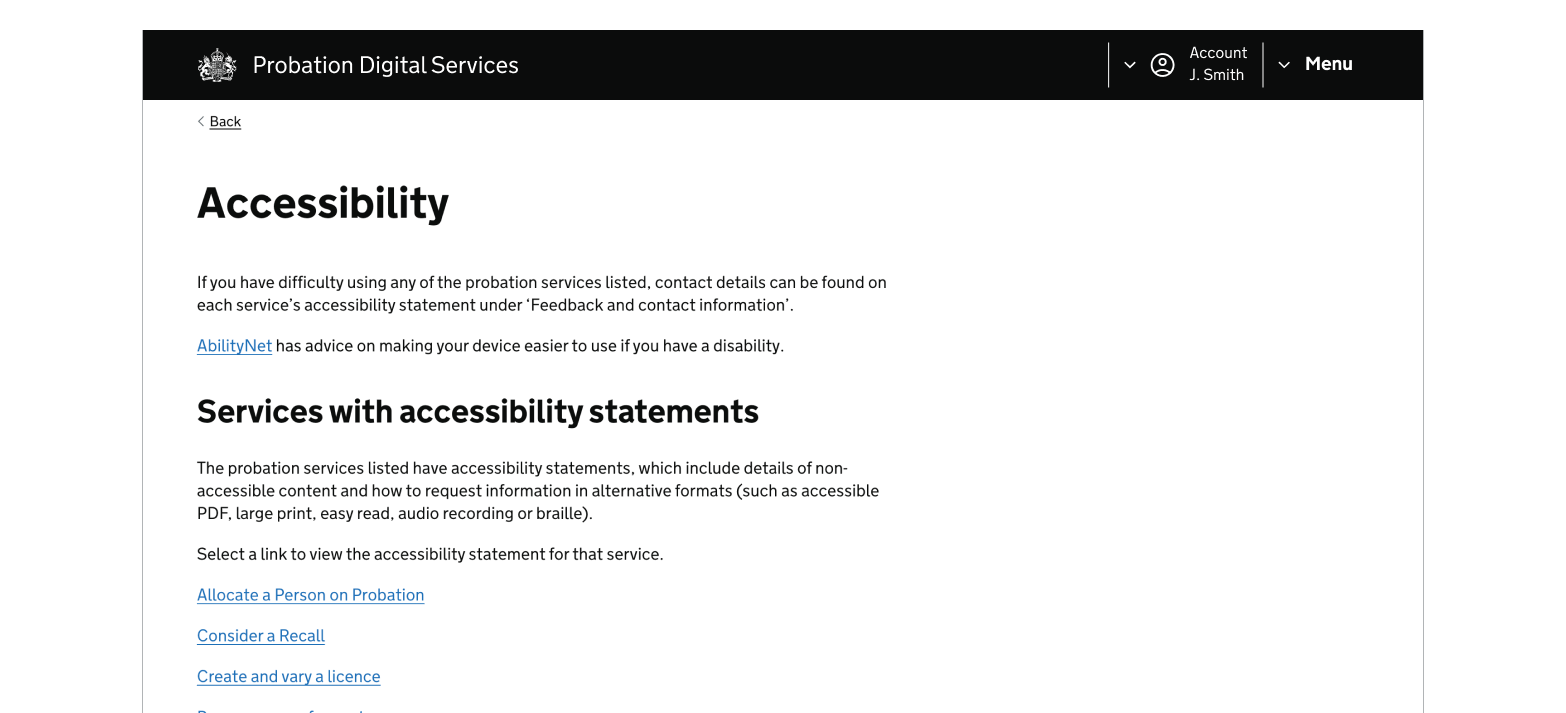 Probation Digital Services
Account
J. Smith
Menu
Back
Accessibility
If you have difficulty using any of the probation services listed, contact details can be found on
each service’s accessibility statement under ‘Feedback and contact information’.
AbilityNet has advice on making your device easier to use if you have a disability.
Services with accessibility statements
The probation services listed have accessibility statements, which include details of non-
accessible content and how to request information in alternative formats (such as accessible
PDF, large print, easy read, audio recording or braille).
Select a link to view the accessibility statement for that service.
Allocate a Person on Probation
Consider a Recall
Create and vary a licence